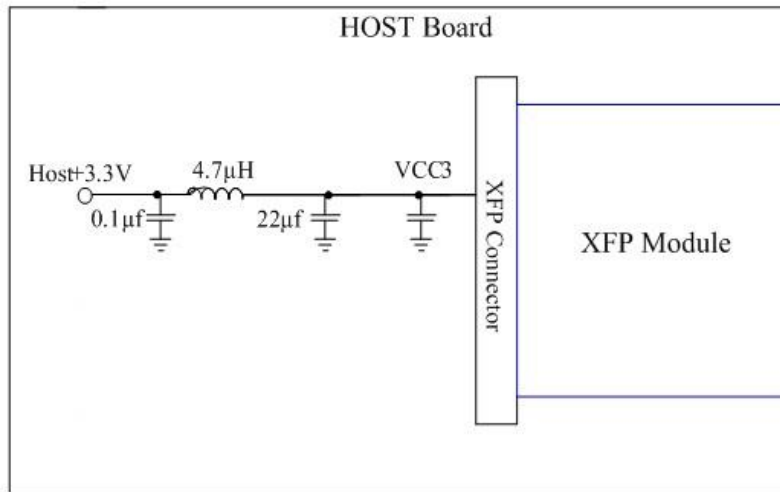 HOST Board
Host+3.3V
4.7μH
VCC3
0.1μf
22μf
XFP Connector
XFP Module